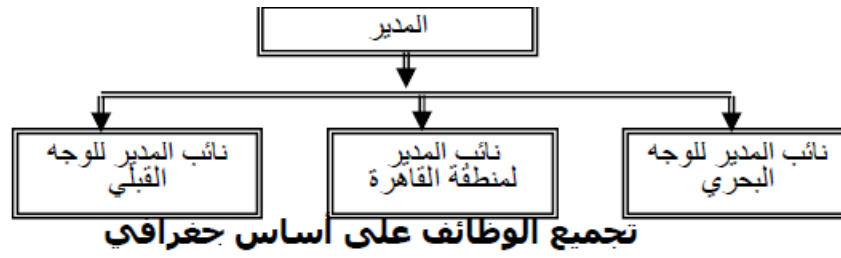 المدير
نائب المدير للوجه
البحري
نائب المدير
لمنطقة القاهرة
نائب المدير للوجه
القبلي
تجميع الوظائف على أساس جغرافي